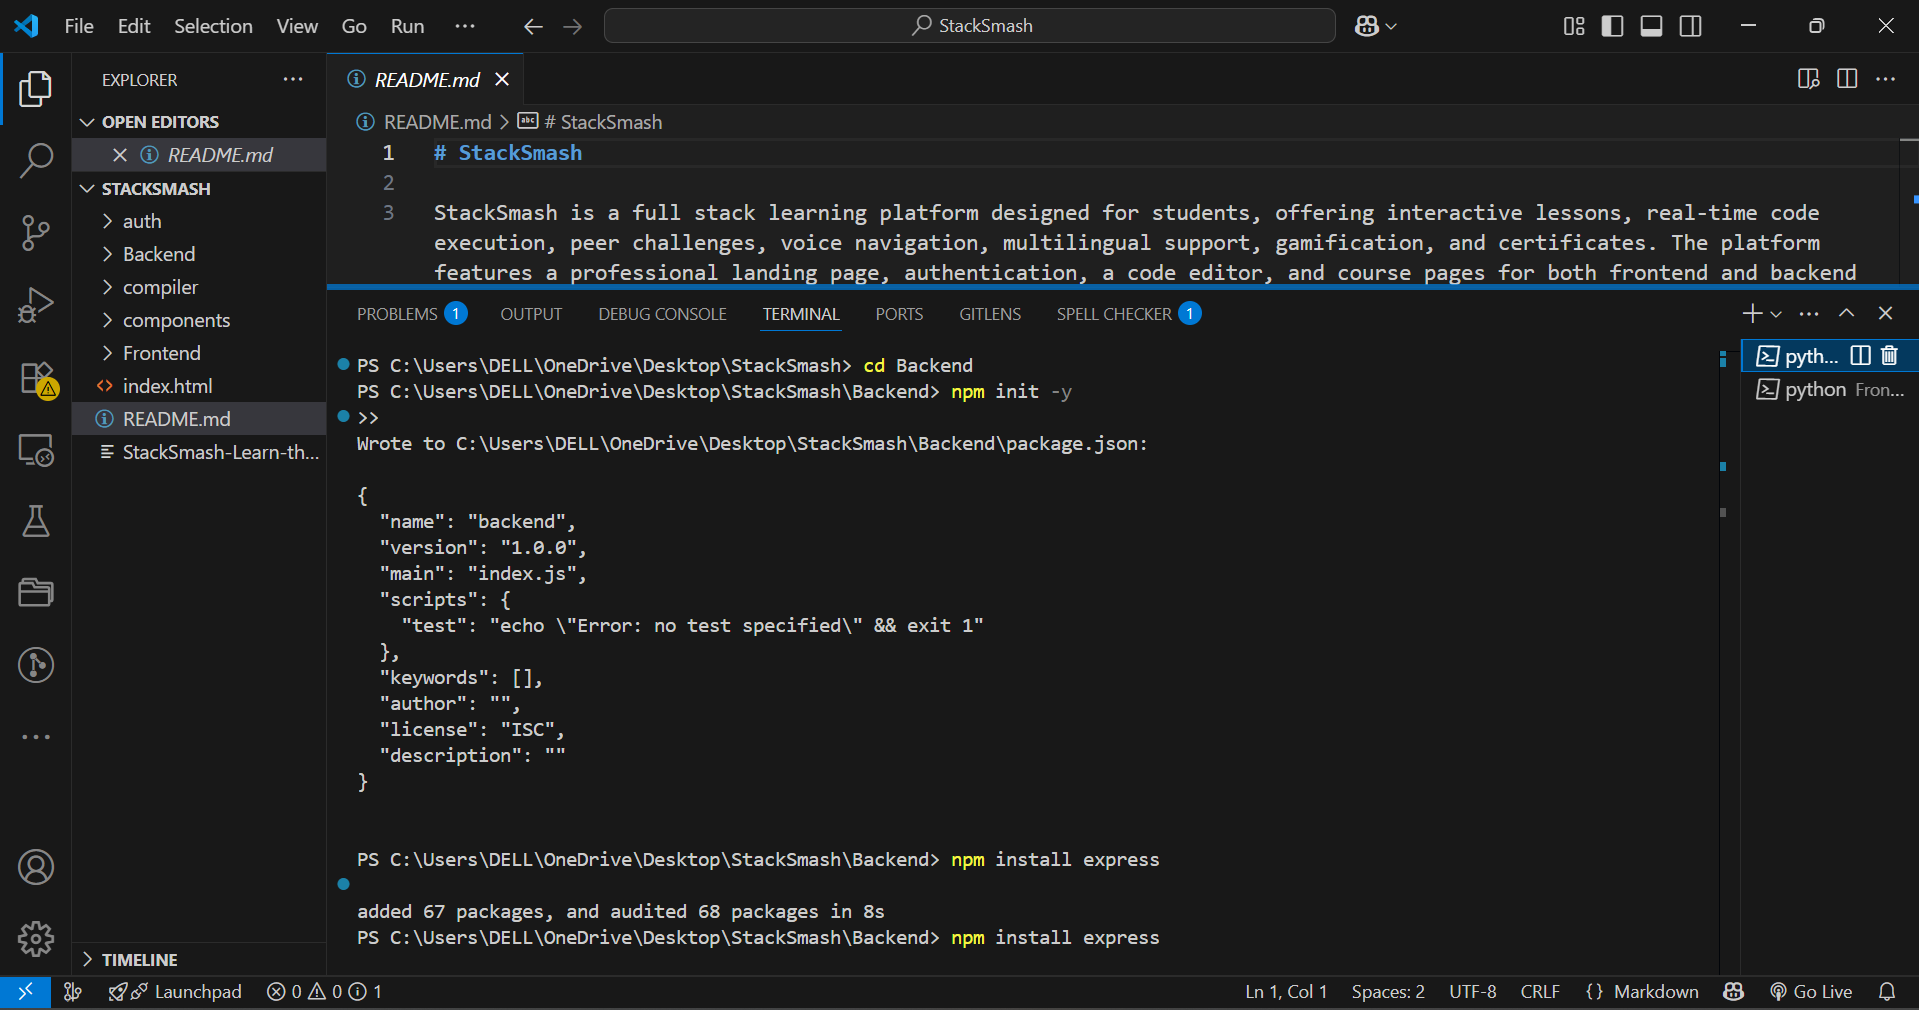 File Edit Selection View Go Run ··· StackSmash
EXPLORER ···
OPEN EDITORS
README.md
STACKSMASH
auth
Backend
compiler
components
Frontend
index.html
README.md
StackSmash-Learn-th...
TIMELINE
README.md
README.md > # StackSmash
1 # StackSmash
2
3 StackSmash is a full stack learning platform designed for students, offering interactive lessons, real-time code
execution, peer challenges, voice navigation, multilingual support, gamification, and certificates. The platform
features a professional landing page, authentication, a code editor, and course pages for both frontend and backend
PROBLEMS 1 OUTPUT DEBUG CONSOLE TERMINAL PORTS GITLENS SPELL CHECKER 1
PS C:\Users\DELL\OneDrive\Desktop\StackSmash> cd Backend
PS C:\Users\DELL\OneDrive\Desktop\StackSmash\Backend> npm init -y
>>
Wrote to C:\Users\DELL\OneDrive\Desktop\StackSmash\Backend\package.json:
{
"name": "backend",
"version": "1.0.0",
"main": "index.js",
"scripts": {
"test": "echo \"Error: no test specified\" && exit 1"
},
"keywords": [],
"author": "",
"license": "ISC",
"description": ""
}
PS C:\Users\DELL\OneDrive\Desktop\StackSmash\Backend> npm install express
added 67 packages, and audited 68 packages in 8s
PS C:\Users\DELL\OneDrive\Desktop\StackSmash\Backend> npm install express
pyth...
python Fron...
Launchpad 0 0 1 Ln 1, Col 1 Spaces: 2 UTF-8 CRLF {} Markdown Go Live